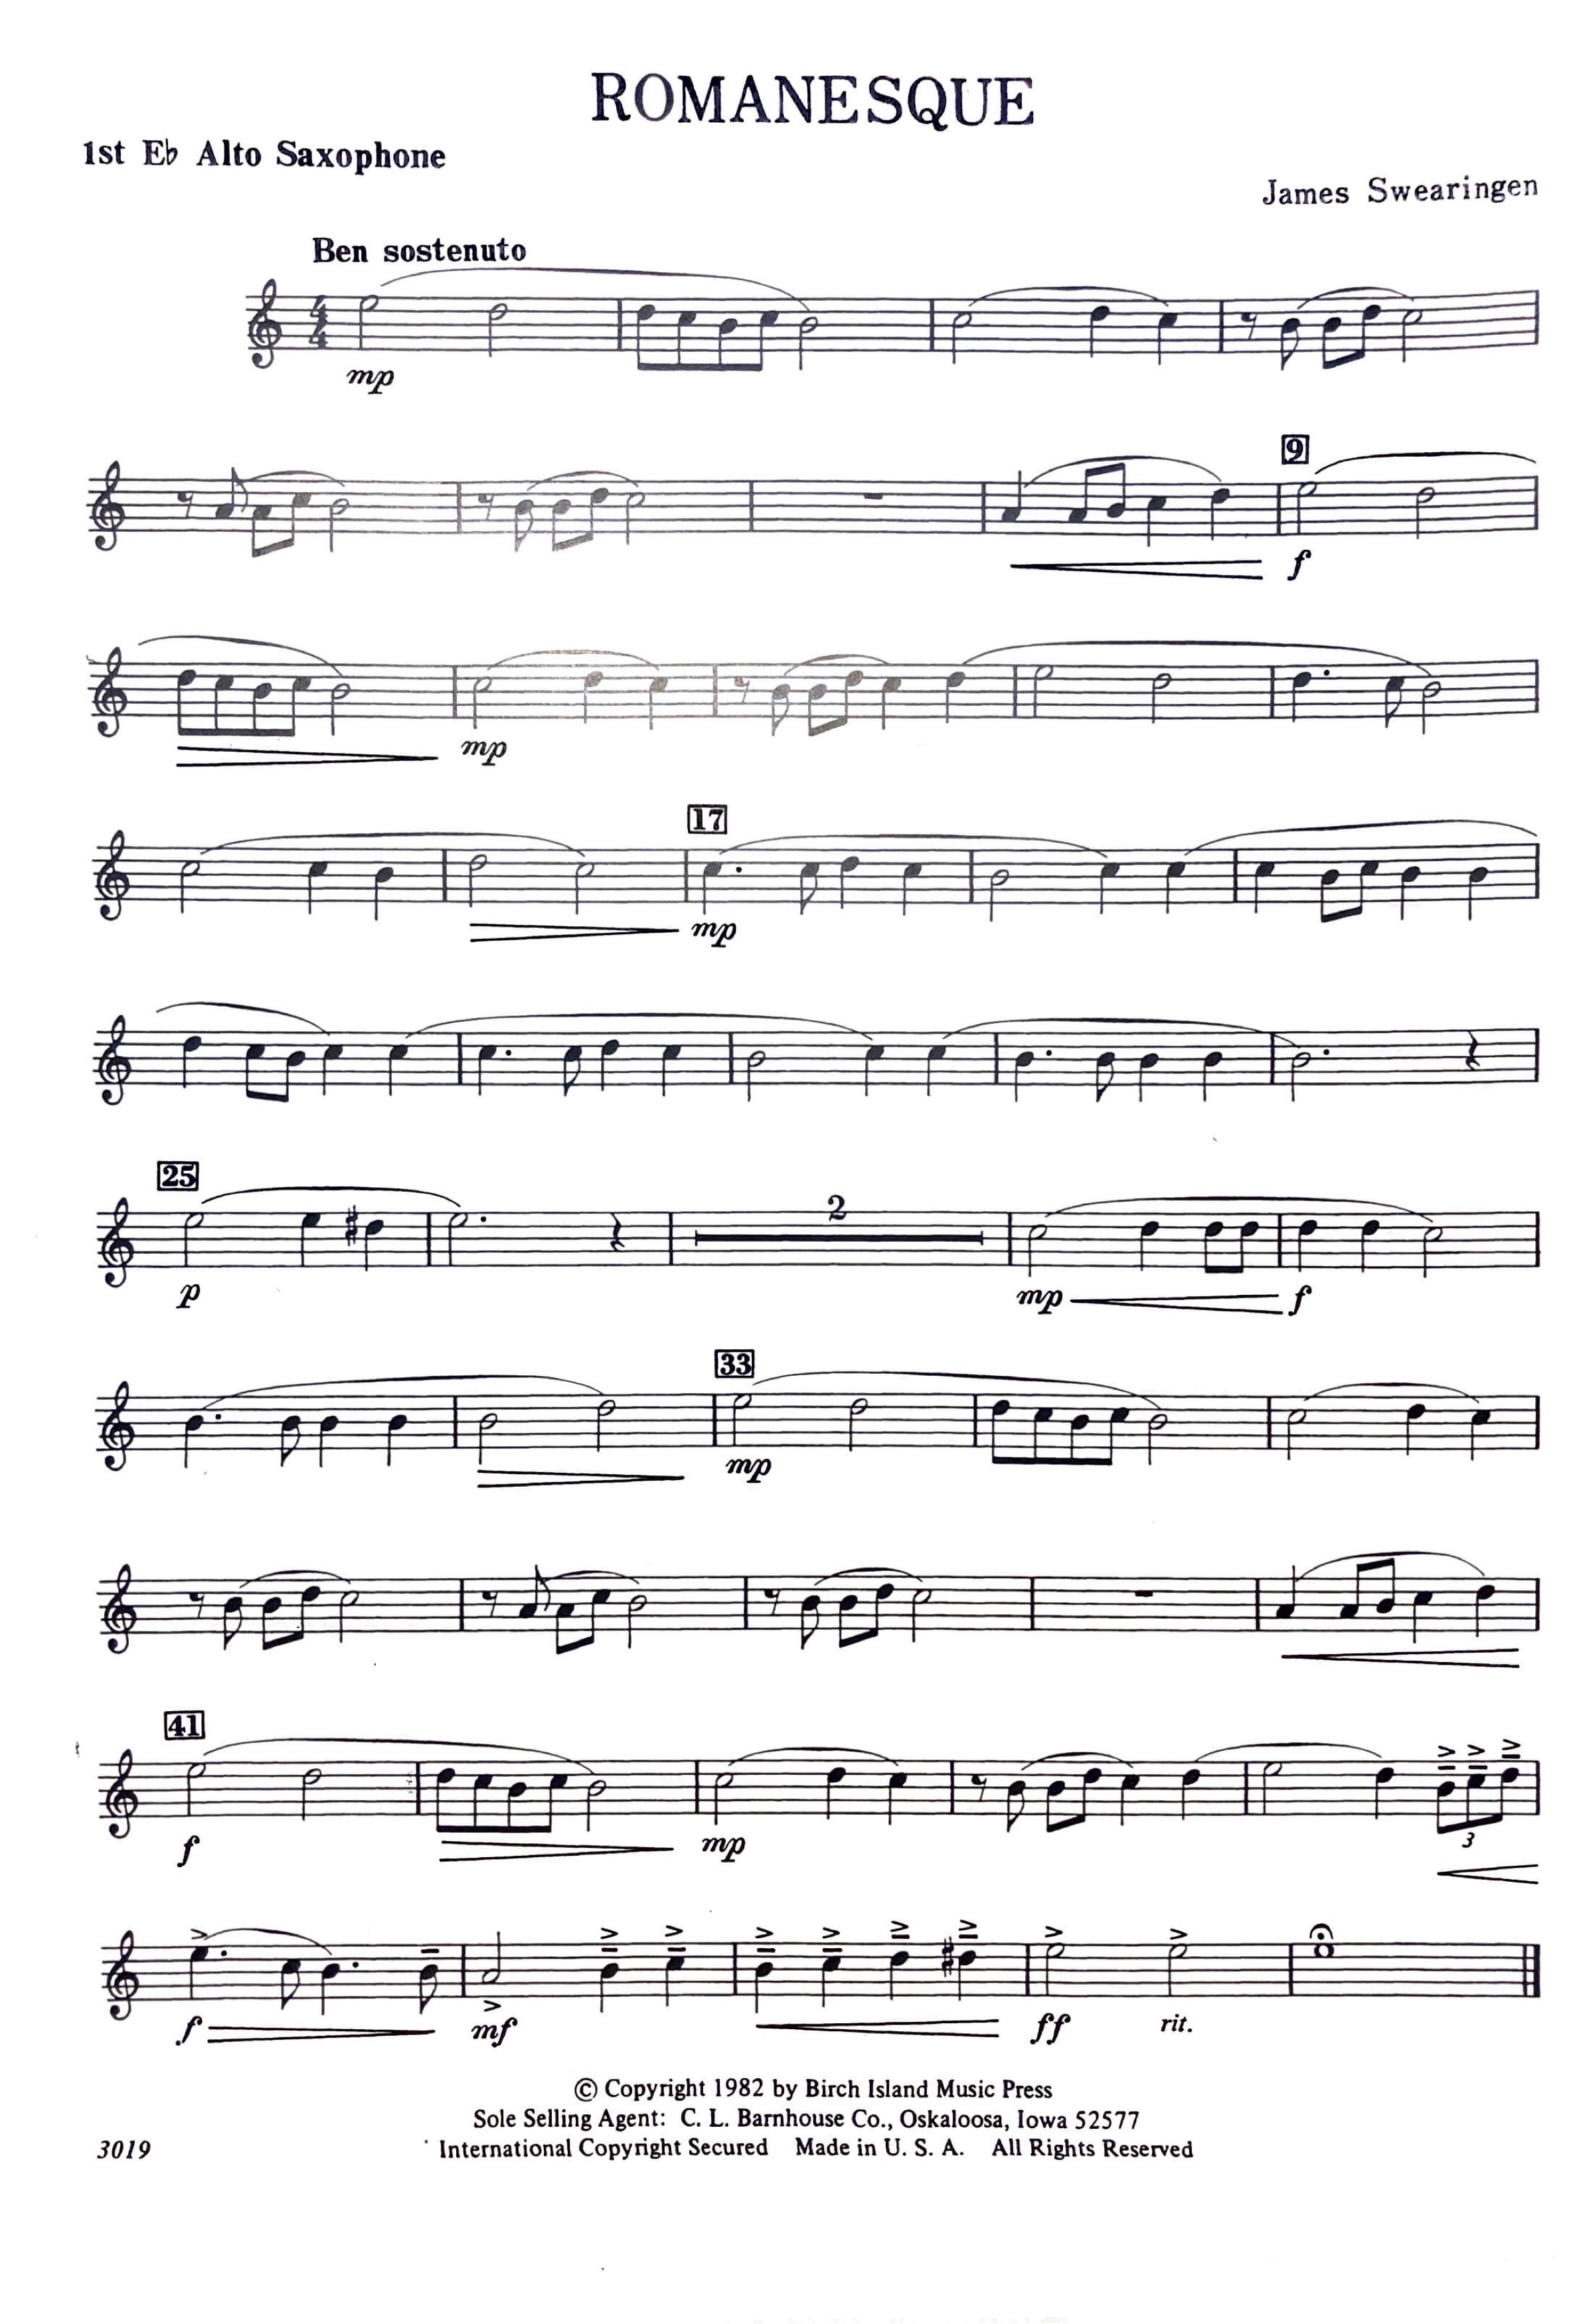 ROMANESQUE
1st E♭ Alto Saxophone
James Swearingen
Ben sostenuto
4
4
mp
9
f
mp
17
mp
25
2
p
mp f
33
mp
41
f mp
3
f mf ff rit.
© Copyright 1982 by Birch Island Music Press
Sole Selling Agent: C. L. Barnhouse Co., Oskaloosa, Iowa 52577
3019 International Copyright Secured Made in U. S. A. All Rights Reserved